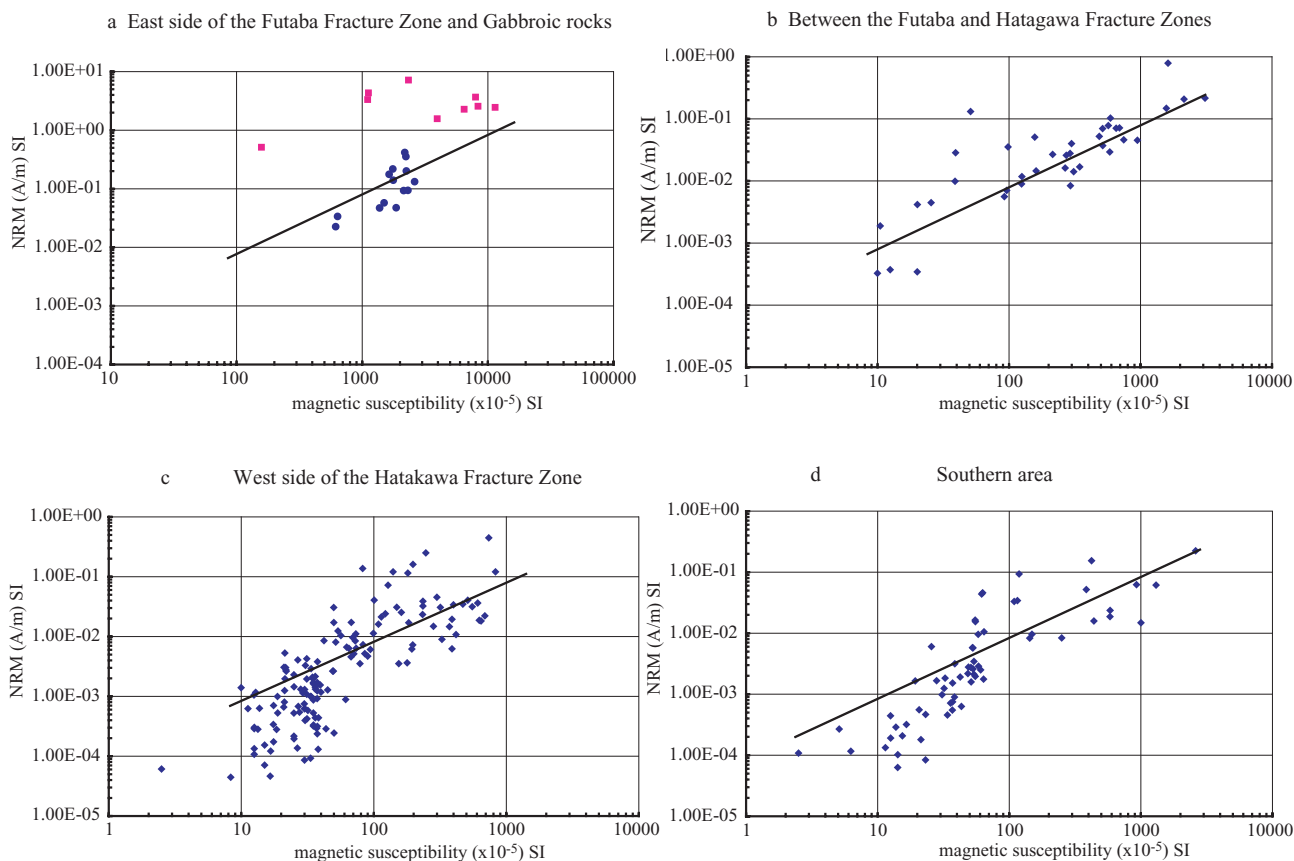 a East side of the Futaba Fracture Zone and Gabbroic rocks
NRM (A/m) SI
1.00E+01
1.00E+00
1.00E-01
1.00E-02
1.00E-03
1.00E-04
10 100 1000 10000 100000
magnetic susceptibility (x10-5) SI
b Between the Futaba and Hatagawa Fracture Zones
NRM (A/m) SI
1.00E+00
1.00E-01
1.00E-02
1.00E-03
1.00E-04
1.00E-05
1 10 100 1000 10000
magnetic susceptibility (x10-5) SI
c West side of the Hatakawa Fracture Zone
NRM (A/m) SI
1.00E+00
1.00E-01
1.00E-02
1.00E-03
1.00E-04
1.00E-05
1 10 100 1000 10000
magnetic susceptibility (x10-5) SI
d Southern area
NRM (A/m) SI
1.00E+00
1.00E-01
1.00E-02
1.00E-03
1.00E-04
1.00E-05
1 10 100 1000 10000
magnetic susceptibility (x10-5) SI